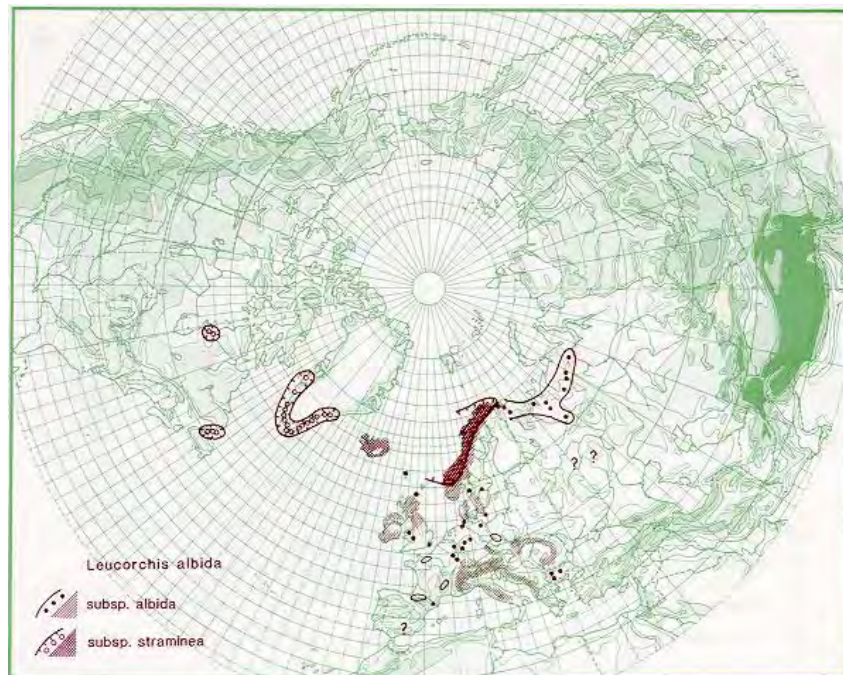 ? ?
?
Leucorchis albida
subsp. albida
subsp. straminea